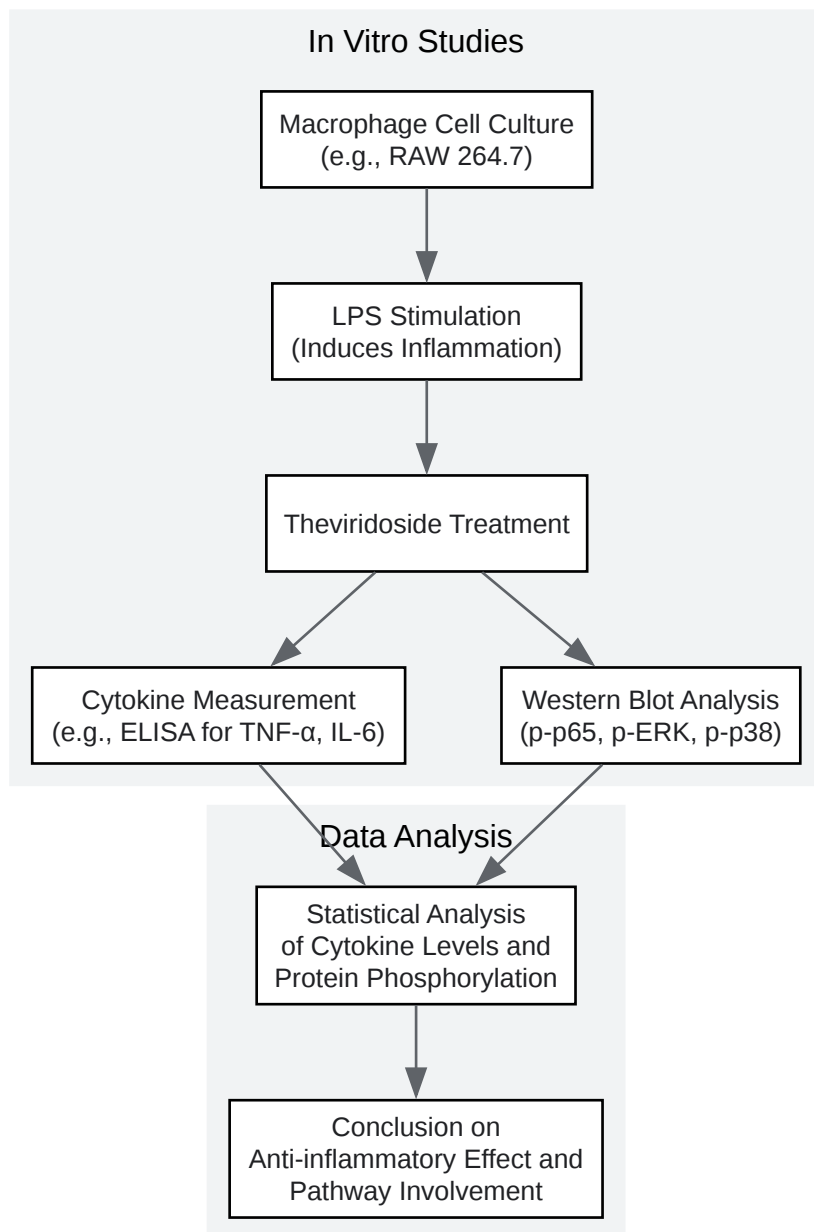 In Vitro Studies
Macrophage Cell Culture
(e.g., RAW 264.7)
LPS Stimulation
(Induces Inflammation)
Theviridoside Treatment
Cytokine Measurement
(e.g., ELISA for TNF-α, IL-6)
Western Blot Analysis
(p-p65, p-ERK, p-p38)
Data Analysis
Statistical Analysis
of Cytokine Levels and
Protein Phosphorylation
Conclusion on
Anti-inflammatory Effect and
Pathway Involvement